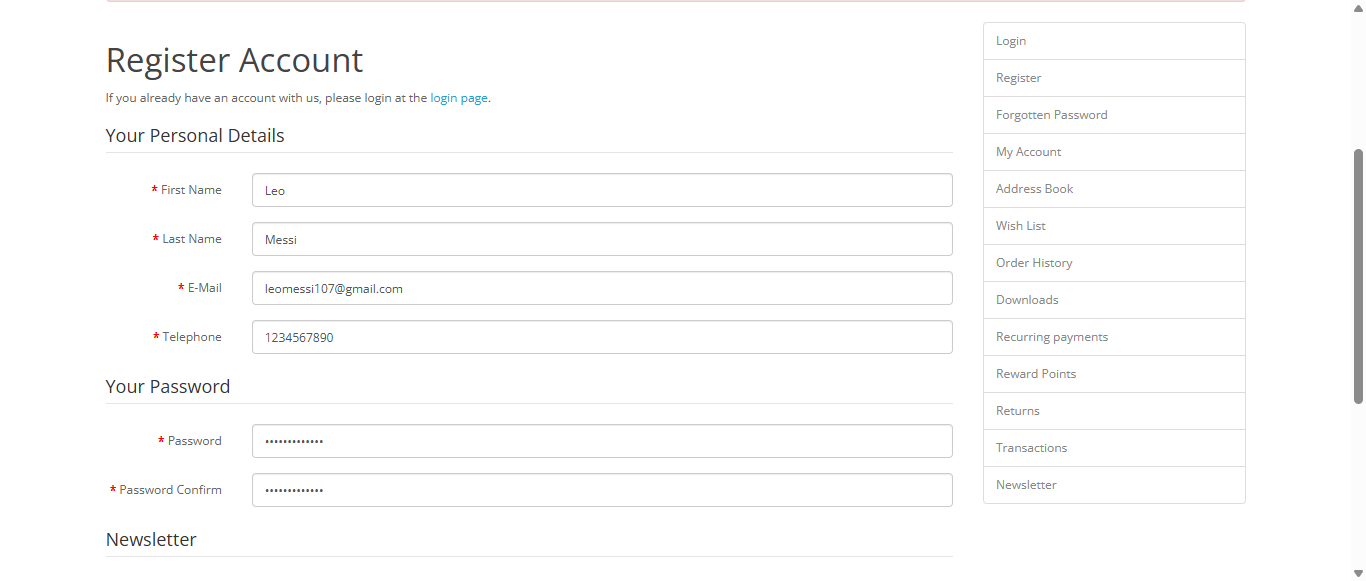 Register Account
If you already have an account with us, please login at the login page.
Your Personal Details
* First Name
Leo
* Last Name
Messi
* E-Mail
leomessi107@gmail.com
* Telephone
1234567890
Your Password
* Password
•••••••••••••
* Password Confirm
•••••••••••••
Newsletter
Login
Register
Forgotten Password
My Account
Address Book
Wish List
Order History
Downloads
Recurring payments
Reward Points
Returns
Transactions
Newsletter